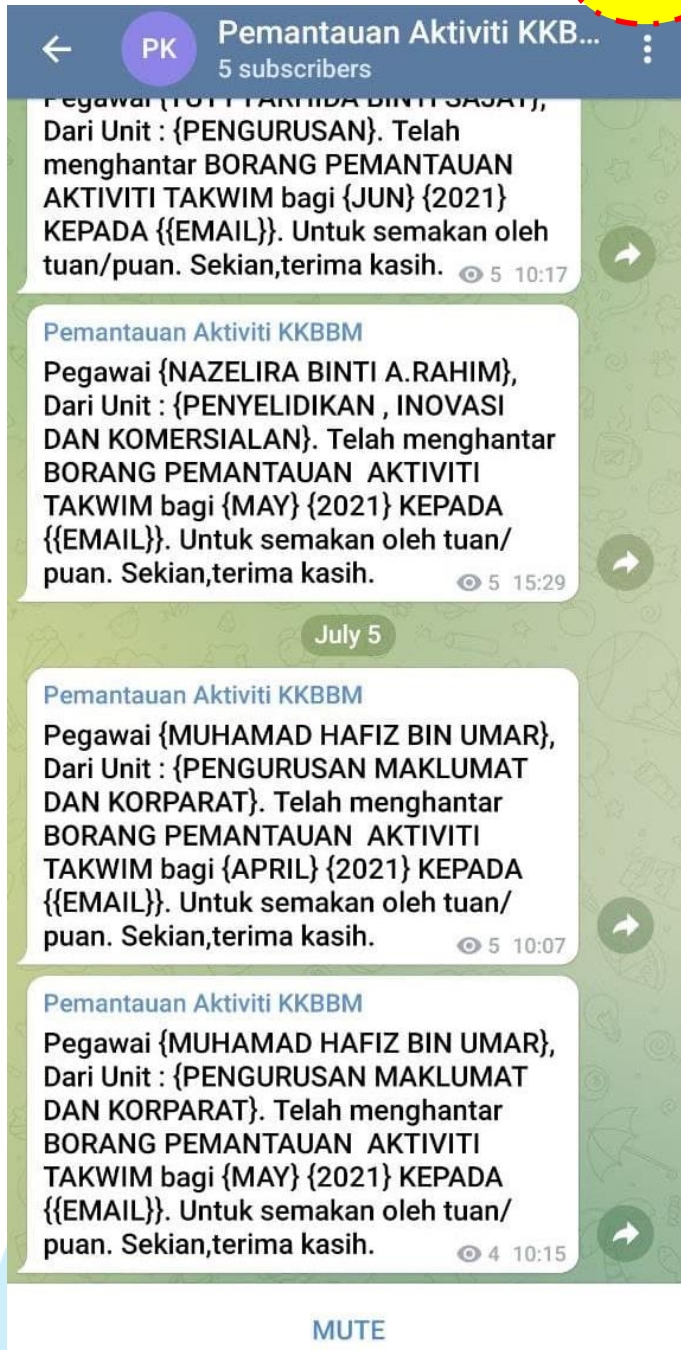 PK
Pemantauan Aktiviti KKB...
5 subscribers
Pegawai {TUTY FARHIDA BINTI SAJAT},
Dari Unit : {PENGURUSAN}. Telah
menghantar BORANG PEMANTAUAN
AKTIVITI TAKWIM bagi {JUN} {2021}
KEPADA {{EMAIL}}. Untuk semakan oleh
tuan/puan. Sekian,terima kasih. 5 10:17
Pemantauan Aktiviti KKBBM
Pegawai {NAZELIRA BINTI A.RAHIM},
Dari Unit : {PENYELIDIKAN , INOVASI
DAN KOMERSIALAN}. Telah menghantar
BORANG PEMANTAUAN  AKTIVITI
TAKWIM bagi {MAY} {2021} KEPADA
{{EMAIL}}. Untuk semakan oleh tuan/
puan. Sekian,terima kasih. 5 15:29
July 5
Pemantauan Aktiviti KKBBM
Pegawai {MUHAMAD HAFIZ BIN UMAR},
Dari Unit : {PENGURUSAN MAKLUMAT
DAN KORPARAT}. Telah menghantar
BORANG PEMANTAUAN  AKTIVITI
TAKWIM bagi {APRIL} {2021} KEPADA
{{EMAIL}}. Untuk semakan oleh tuan/
puan. Sekian,terima kasih. 5 10:07
Pemantauan Aktiviti KKBBM
Pegawai {MUHAMAD HAFIZ BIN UMAR},
Dari Unit : {PENGURUSAN MAKLUMAT
DAN KORPARAT}. Telah menghantar
BORANG PEMANTAUAN  AKTIVITI
TAKWIM bagi {MAY} {2021} KEPADA
{{EMAIL}}. Untuk semakan oleh tuan/
puan. Sekian,terima kasih. 4 10:15
MUTE